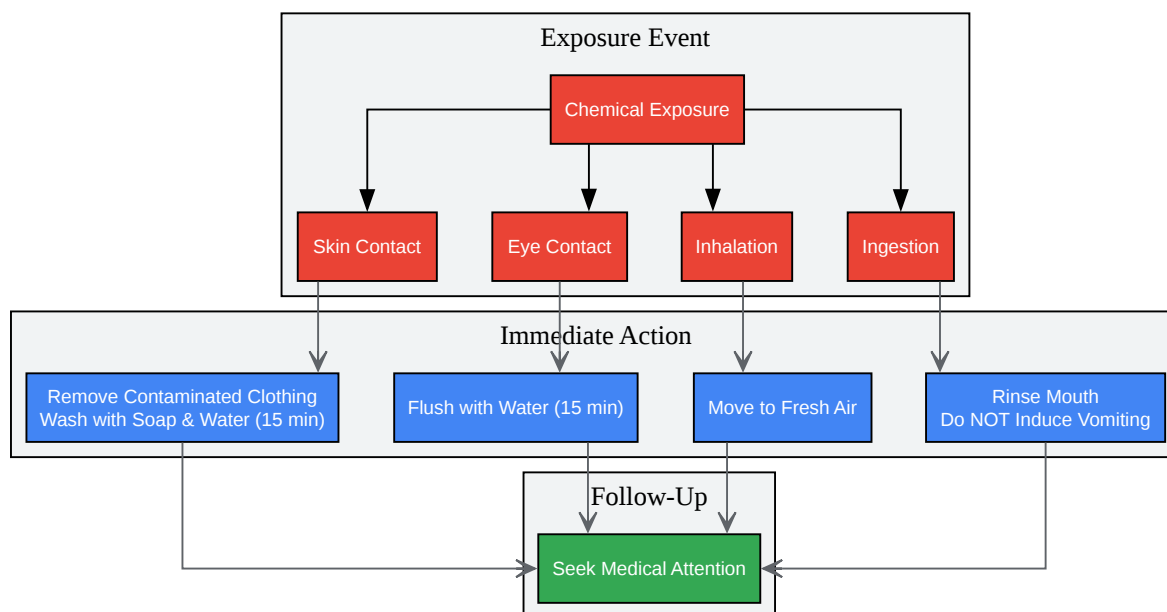 Exposure Event
Chemical Exposure
Skin Contact
Eye Contact
Inhalation
Ingestion
Immediate Action
Remove Contaminated Clothing
Wash with Soap & Water (15 min)
Flush with Water (15 min)
Move to Fresh Air
Rinse Mouth
Do NOT Induce Vomiting
Follow-Up
Seek Medical Attention